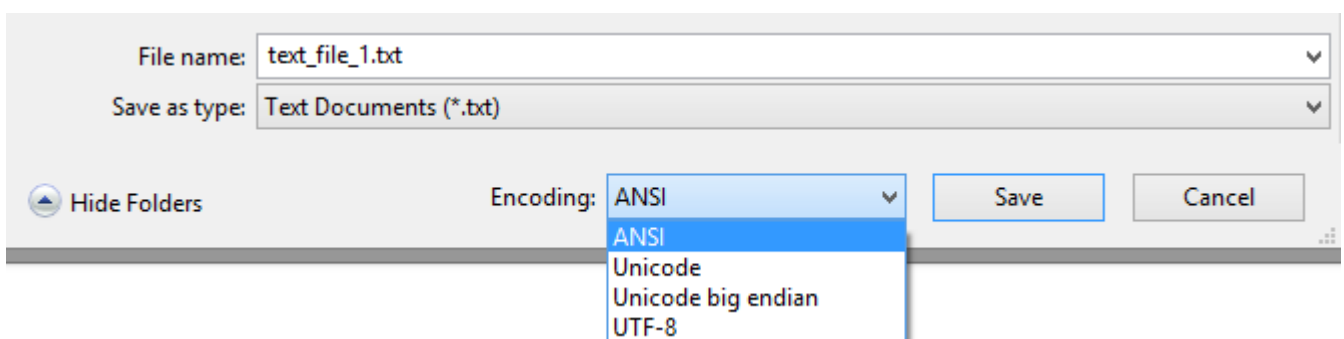 File name: text_file_1.txt
Save as type: Text Documents (*.txt)
Hide Folders Encoding: ANSI Save Cancel
ANSI
Unicode
Unicode big endian
UTF-8